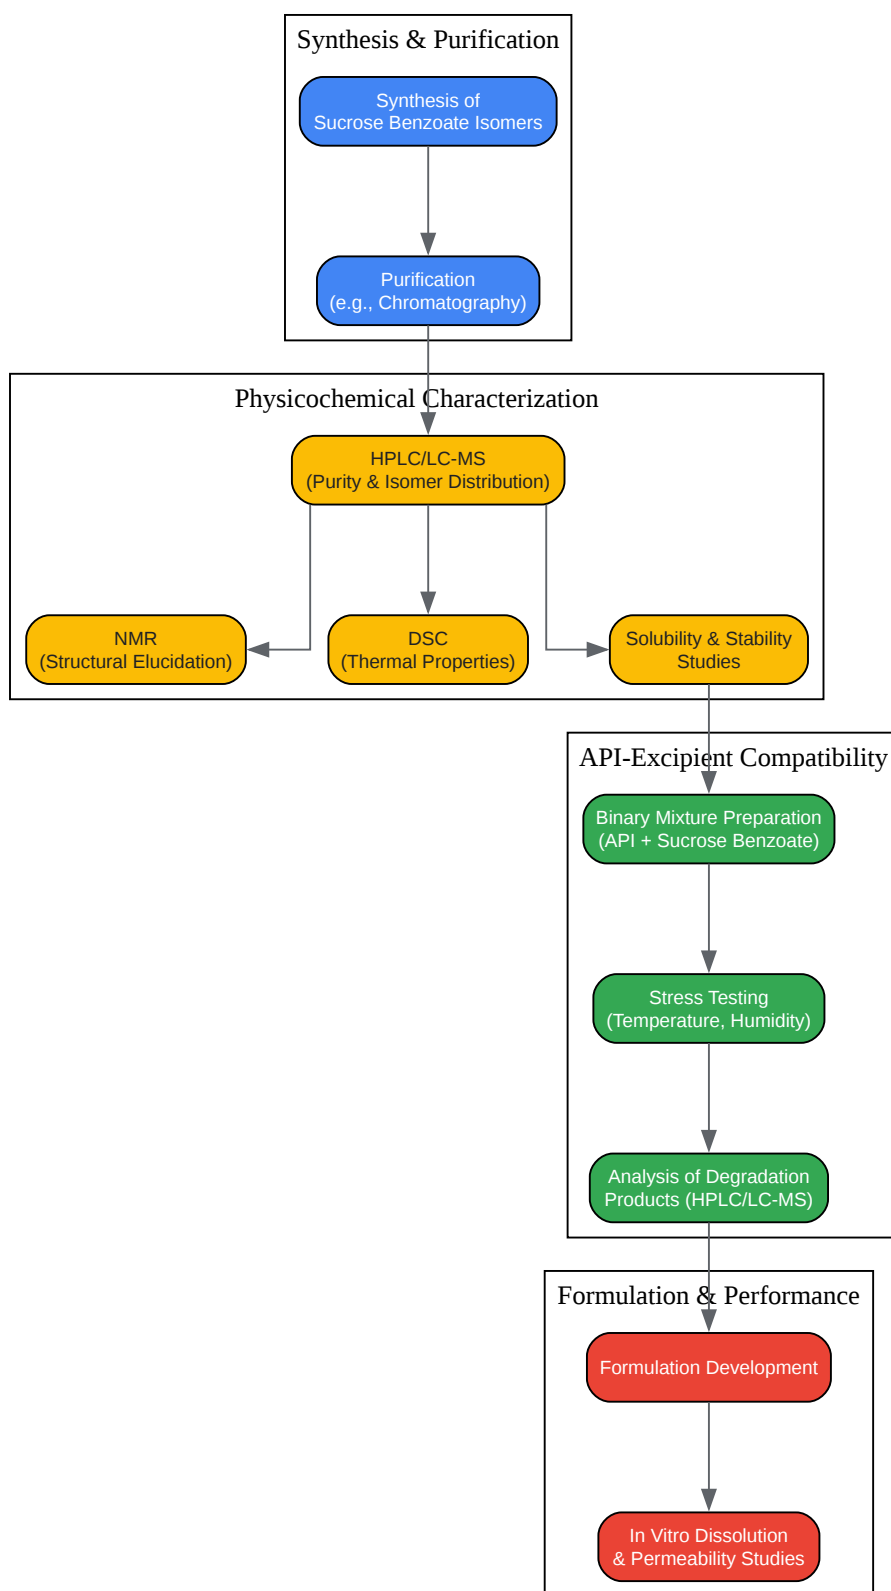 Synthesis & Purification
Synthesis of
Sucrose Benzoate Isomers
Purification
(e.g., Chromatography)
Physicochemical Characterization
HPLC/LC-MS
(Purity & Isomer Distribution)
NMR
(Structural Elucidation)
DSC
(Thermal Properties)
Solubility & Stability
Studies
API-Excipient Compatibility
Binary Mixture Preparation
(API + Sucrose Benzoate)
Stress Testing
(Temperature, Humidity)
Analysis of Degradation
Products (HPLC/LC-MS)
Formulation & Performance
Formulation Development
In Vitro Dissolution
& Permeability Studies